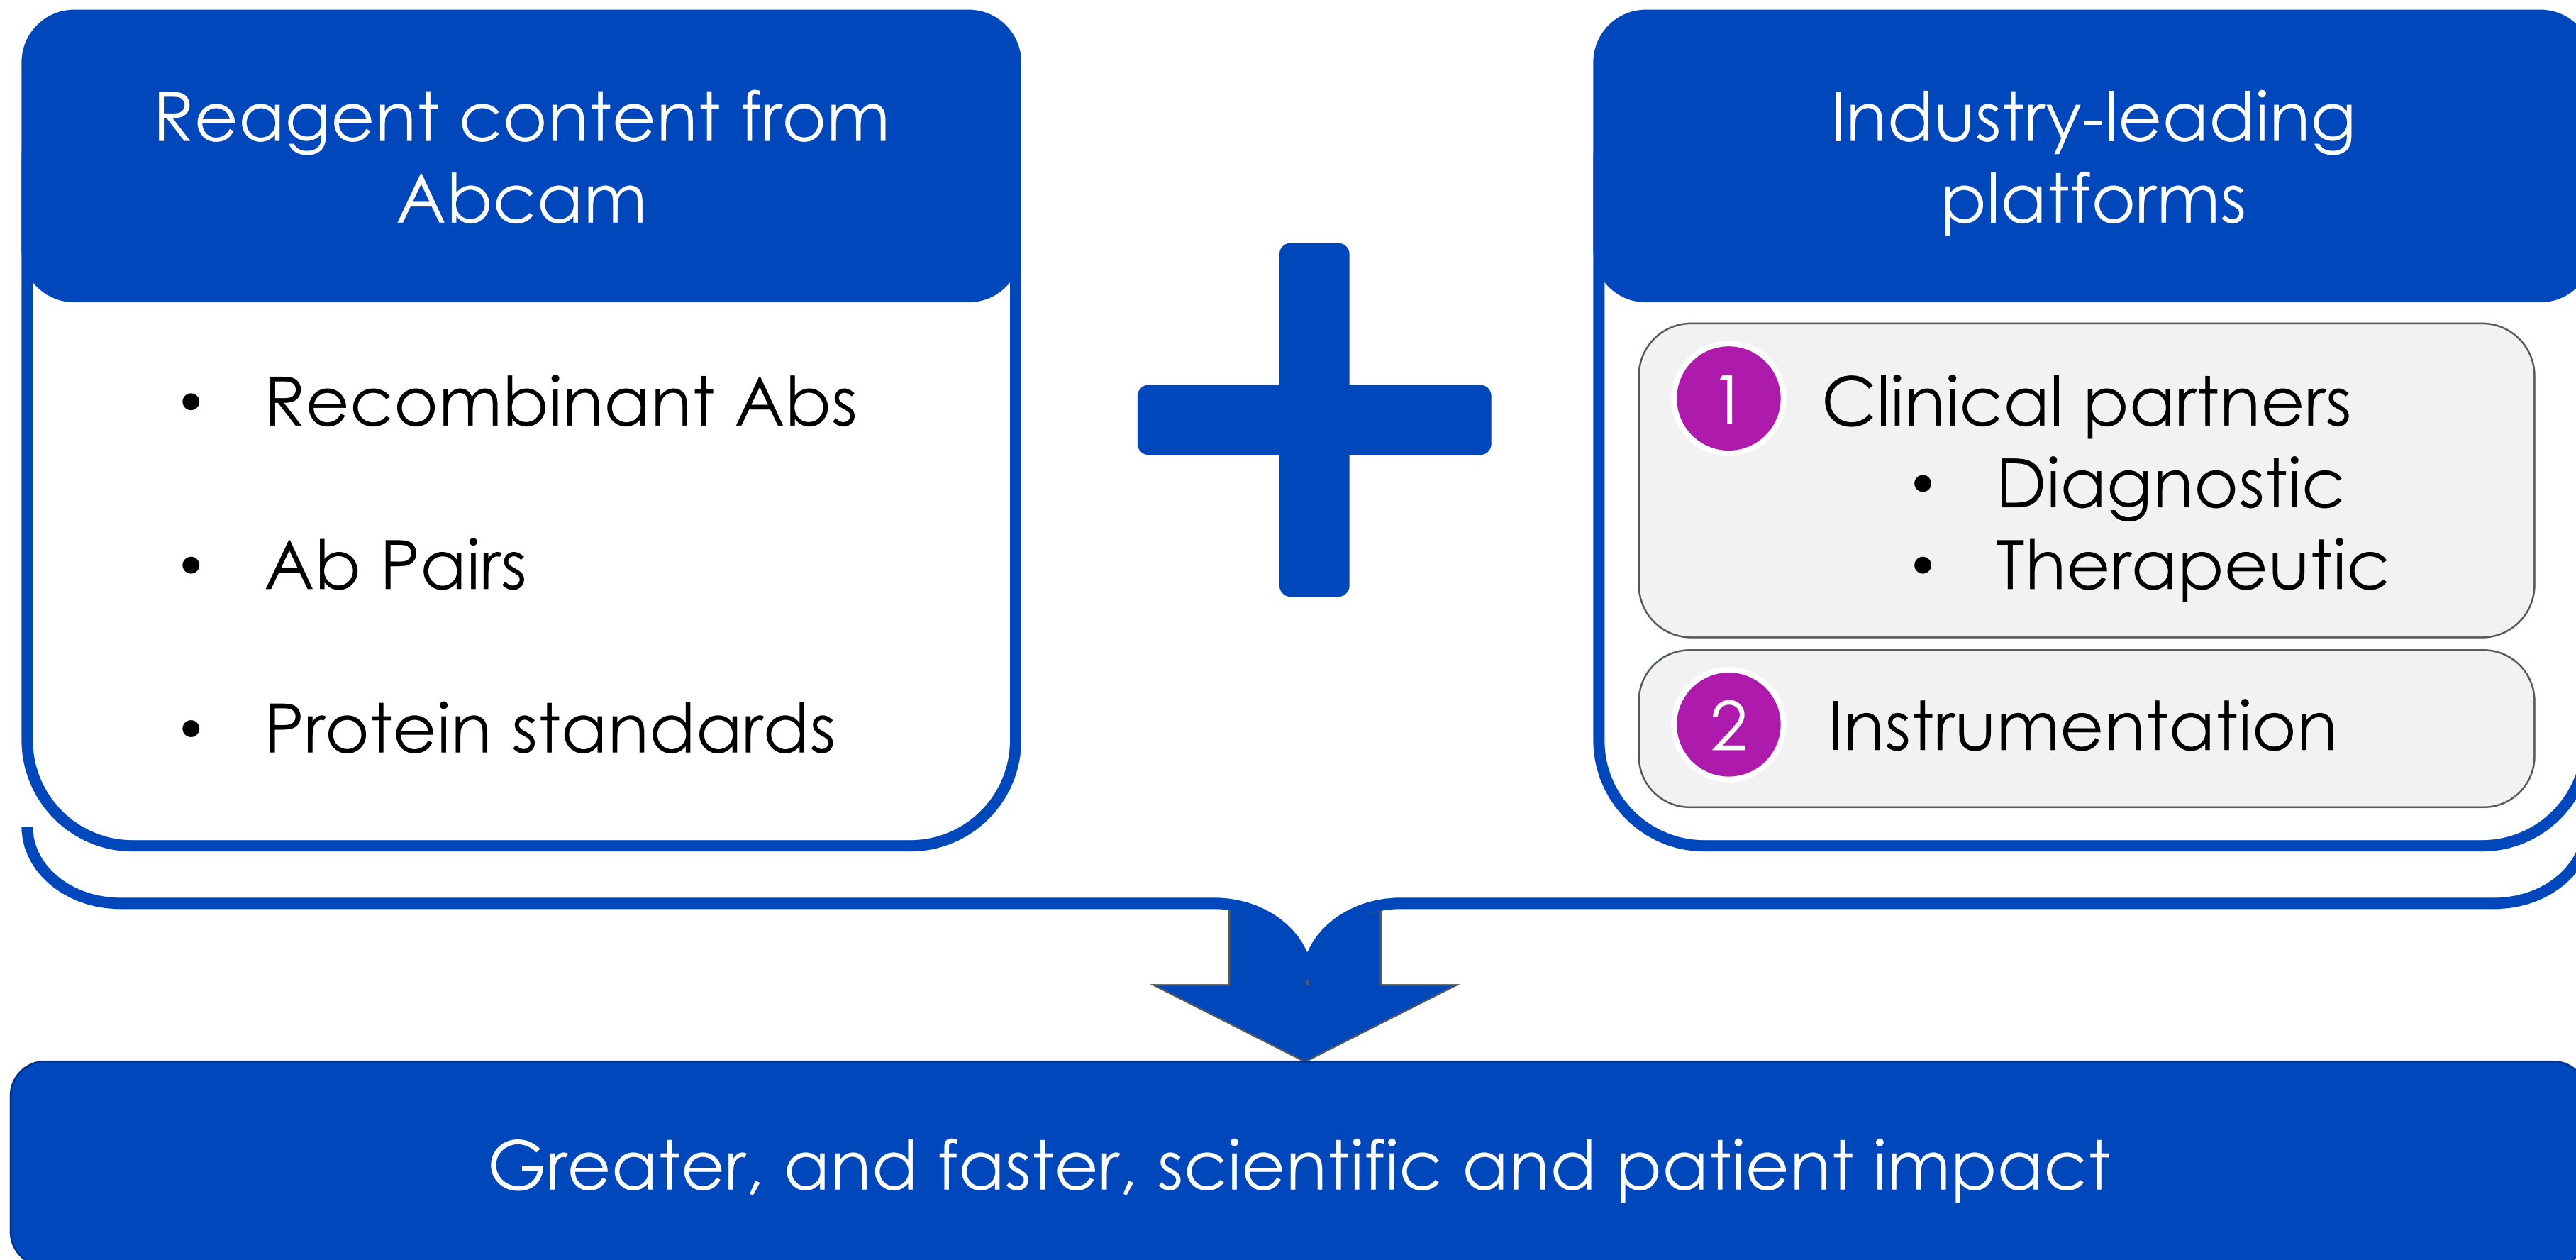 Reagent content from
Abcam
• Recombinant Abs
• Ab Pairs
• Protein standards
Industry-leading
platforms
1 Clinical partners
• Diagnostic
• Therapeutic
2 Instrumentation
Greater, and faster, scientific and patient impact